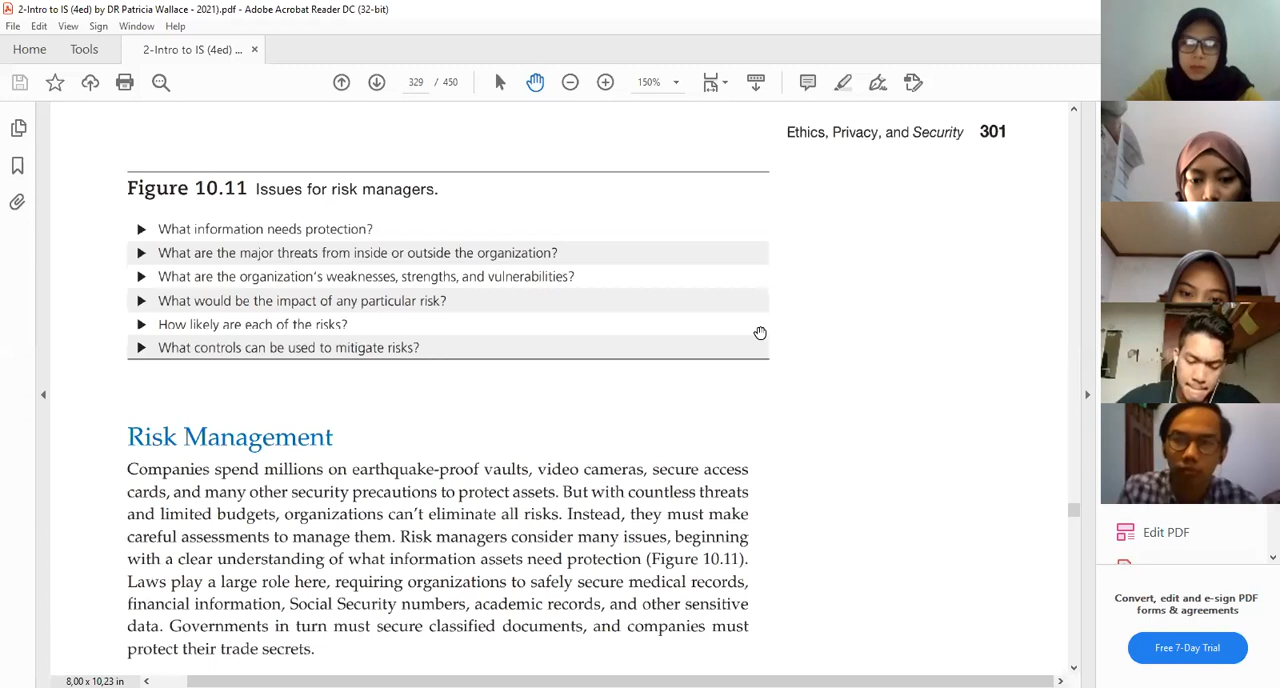 2-Intro to IS (4ed) by DR Patricia Wallace - 2021).pdf - Adobe Acrobat Reader DC (32-bit)
File Edit View Sign Window Help
Home Tools 2-Intro to IS (4ed) ... ×
329 / 450 150%
Ethics, Privacy, and Security 301
Figure 10.11 Issues for risk managers.
▶ What information needs protection?
▶ What are the major threats from inside or outside the organization?
▶ What are the organization's weaknesses, strengths, and vulnerabilities?
▶ What would be the impact of any particular risk?
▶ How likely are each of the risks?
▶ What controls can be used to mitigate risks?
Risk Management
Companies spend millions on earthquake-proof vaults, video cameras, secure access
cards, and many other security precautions to protect assets. But with countless threats
and limited budgets, organizations can't eliminate all risks. Instead, they must make
careful assessments to manage them. Risk managers consider many issues, beginning
with a clear understanding of what information assets need protection (Figure 10.11).
Laws play a large role here, requiring organizations to safely secure medical records,
financial information, Social Security numbers, academic records, and other sensitive
data. Governments in turn must secure classified documents, and companies must
protect their trade secrets.
8,00 x 10,23 in
Edit PDF
Convert, edit and e-sign PDF
forms & agreements
Free 7-Day Trial